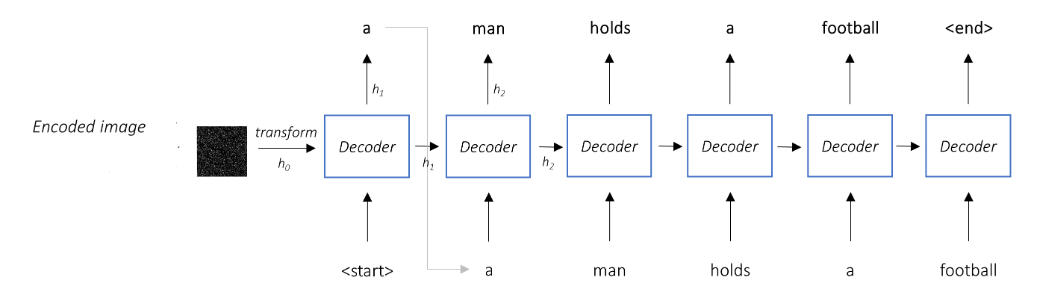 a man holds a football <end>
h1 h2
Encoded image transform
Decoder Decoder Decoder Decoder Decoder Decoder
h0 h1 h2
<start> a man holds a football